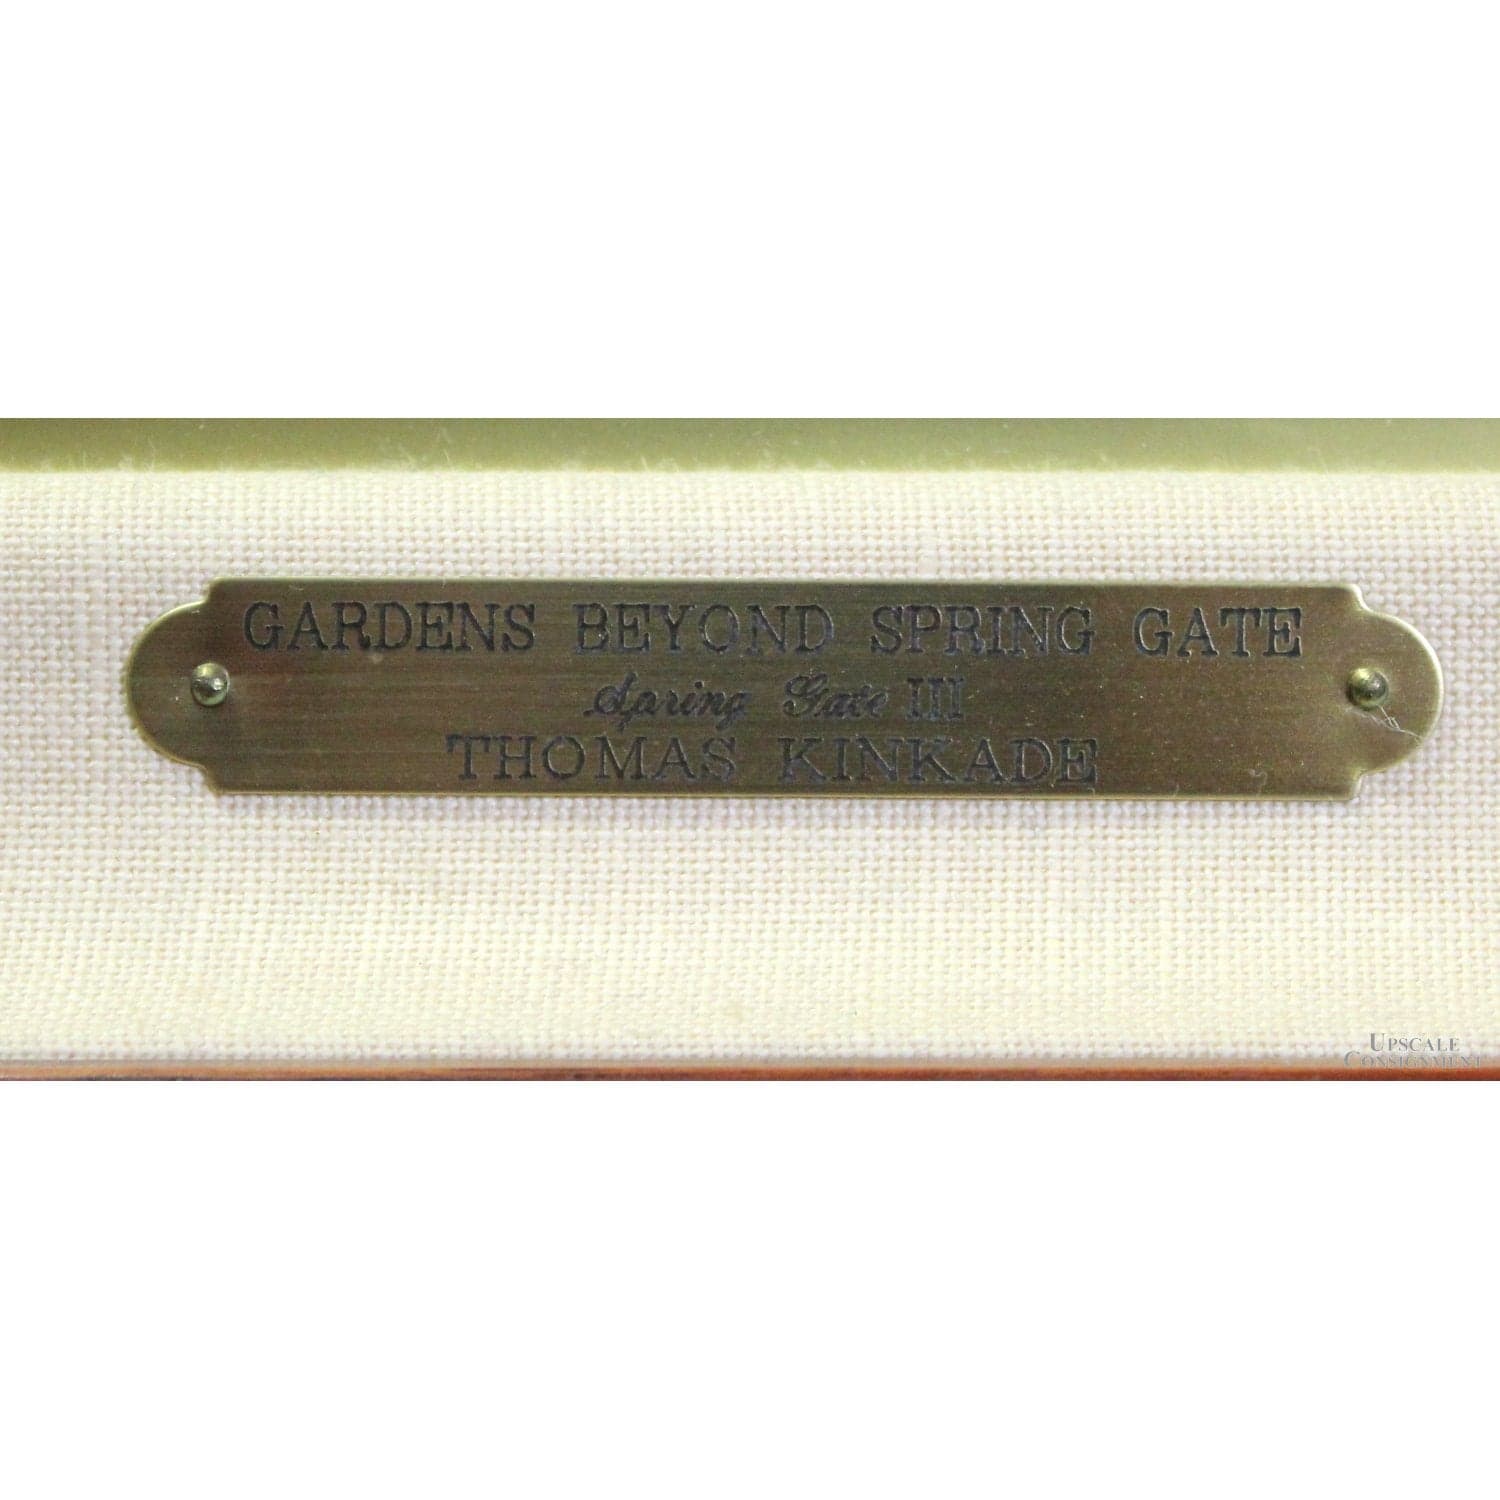 GARDENS BEYOND SPRING GATE
Spring Gate III
THOMAS KINKADE
UPSCALE
CONSIGNMENT